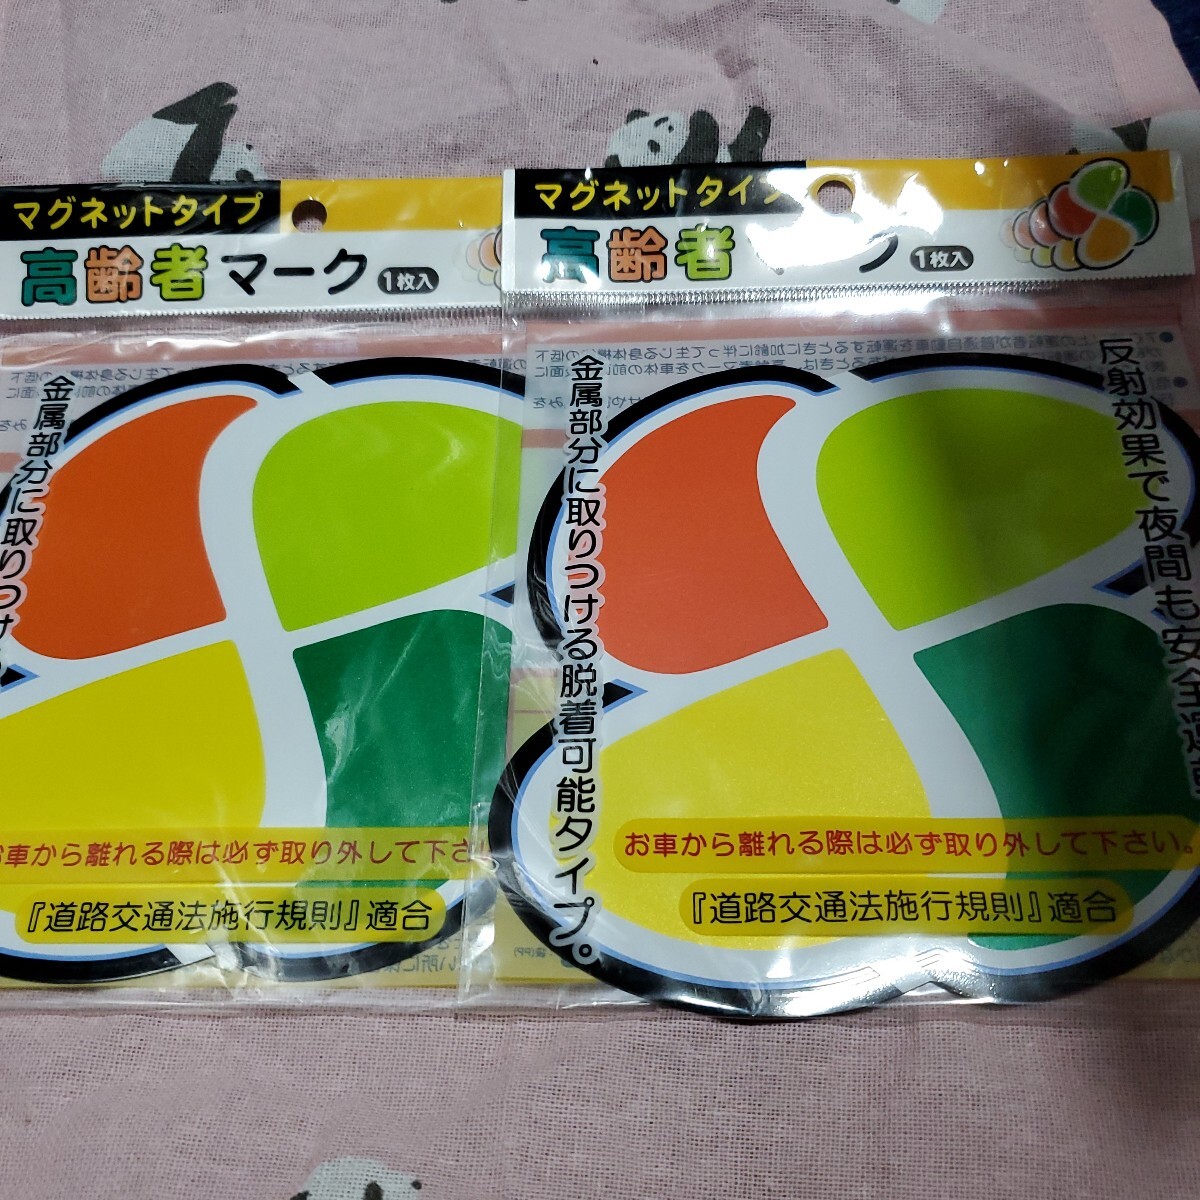 マグネットタイプ
高齢者マーク 1枚入
金属部分に取りつけ
お車から離れる際は必ず取り外して下さい
『道路交通法施行規則』適合
マグネットタイプ
高齢者 ーク 1枚入
金属部分に取りつける脱着可能タイプ。
反射効果で夜間も安全運
お車から離れる際は必ず取り外して下さい。
『道路交通法施行規則』適合